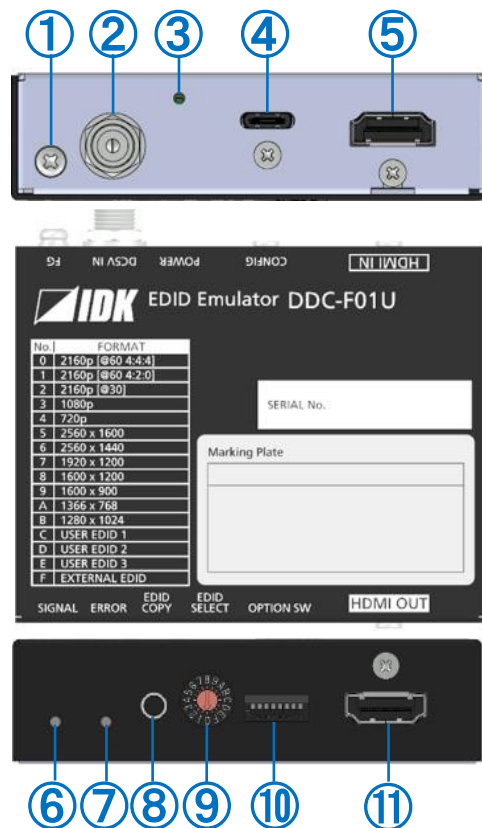 ① ② ③ ④ ⑤
FG DC5V IN POWER CONFIG HDMI IN
IDK EDID Emulator DDC-F01U
No. FORMAT
0 2160p [@60 4:4:4]
1 2160p [@60 4:2:0]
2 2160p [@30]
3 1080p
4 720p
5 2560 x 1600
6 2560 x 1440
7 1920 x 1200
8 1600 x 1200
9 1600 x 900
A 1366 x 768
B 1280 x 1024
C USER EDID 1
D USER EDID 2
E USER EDID 3
F EXTERNAL EDID
SERIAL No.
Marking Plate
SIGNAL ERROR EDID COPY EDID SELECT OPTION SW HDMI OUT
⑥ ⑦ ⑧ ⑨ ⑩ ⑪